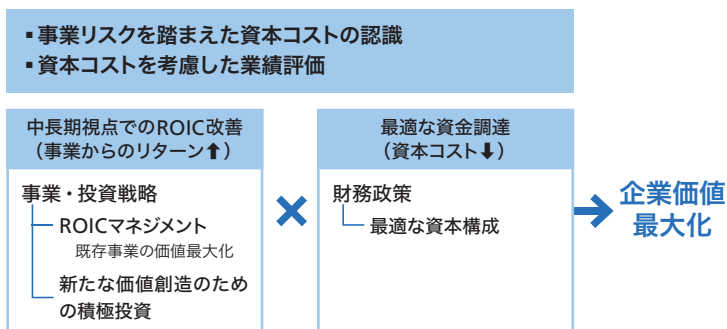 ▪事業リスクを踏まえた資本コストの認識
▪資本コストを考慮した業績評価
中長期視点でのROIC改善
（事業からのリターン⬆）
事業・投資戦略
ROICマネジメント
既存事業の価値最大化
新たな価値創造のため
の積極投資
×
最適な資金調達
（資本コスト⬇）
財務政策
最適な資本構成
企業価値
最大化